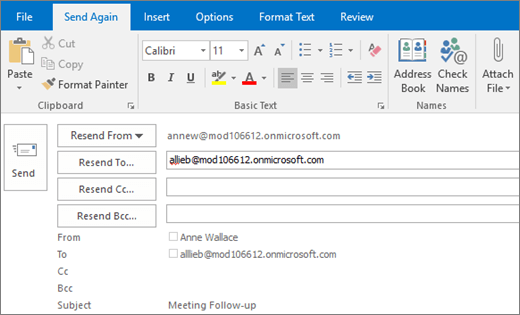 File Send Again Insert Options Format Text Review
Paste
Cut
Copy
Format Painter
Clipboard
Calibri 11 A A
B I U ab A
Basic Text
Address Book
Check Names
Names
Attach File
Send
Resend From annew@mod106612.onmicrosoft.com
Resend To... allieb@mod106612.onmicrosoft.com
Resend Cc...
Resend Bcc...
From Anne Wallace
To alllieb@mod106612.onmicrosoft.com
Cc
Bcc
Subject Meeting Follow-up